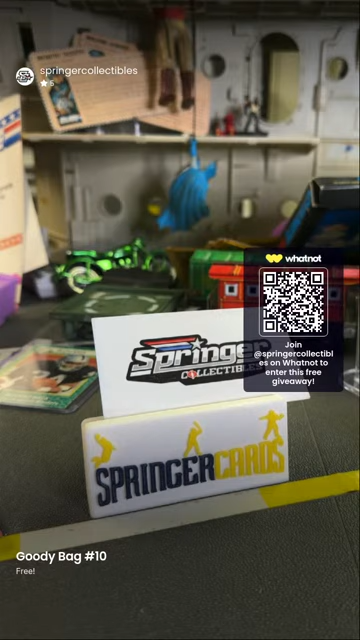 springercollectibles
5
whatnot
Join
@springercollectibl
es on Whatnot to
enter this free
giveaway!
Springer
COLLECTIBLES
SPRINGERCARDS
Goody Bag #10
Free!